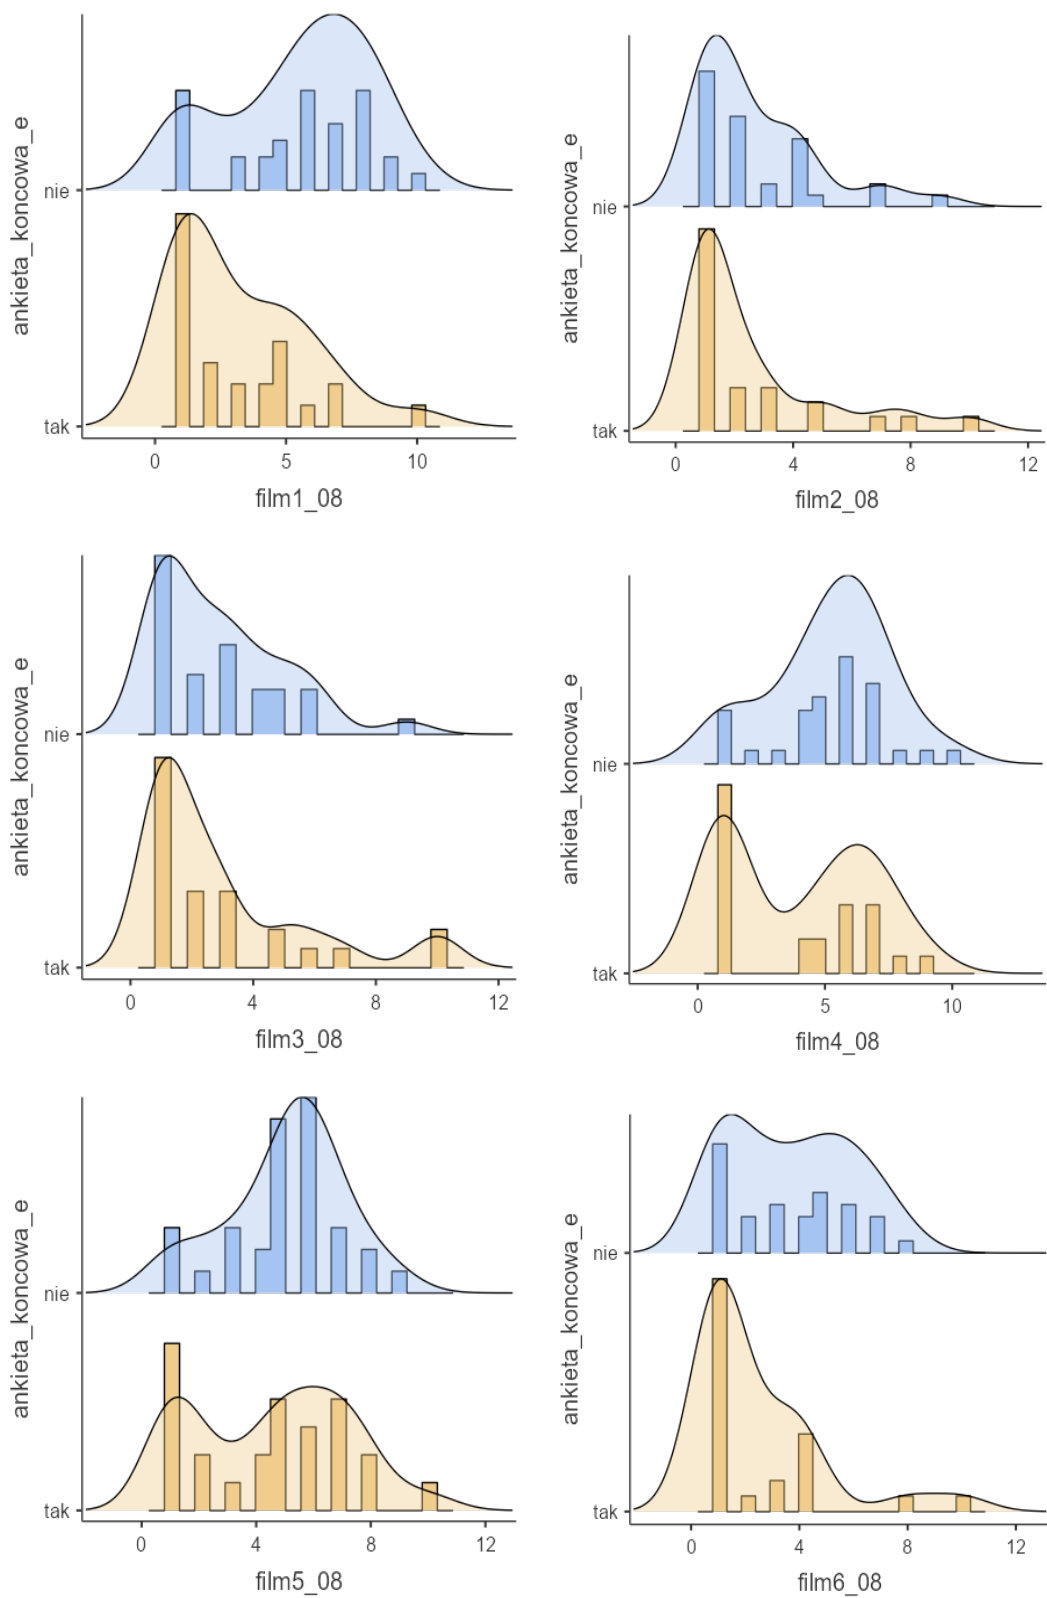 ankieta_koncowa_e
nie
tak
0 5 10
film1_08
ankieta_koncowa_e
nie
tak
0 4 8 12
film2_08
ankieta_koncowa_e
nie
tak
0 4 8 12
film3_08
ankieta_koncowa_e
nie
tak
0 5 10
film4_08
ankieta_koncowa_e
nie
tak
0 4 8 12
film5_08
ankieta_koncowa_e
nie
tak
0 4 8 12
film6_08